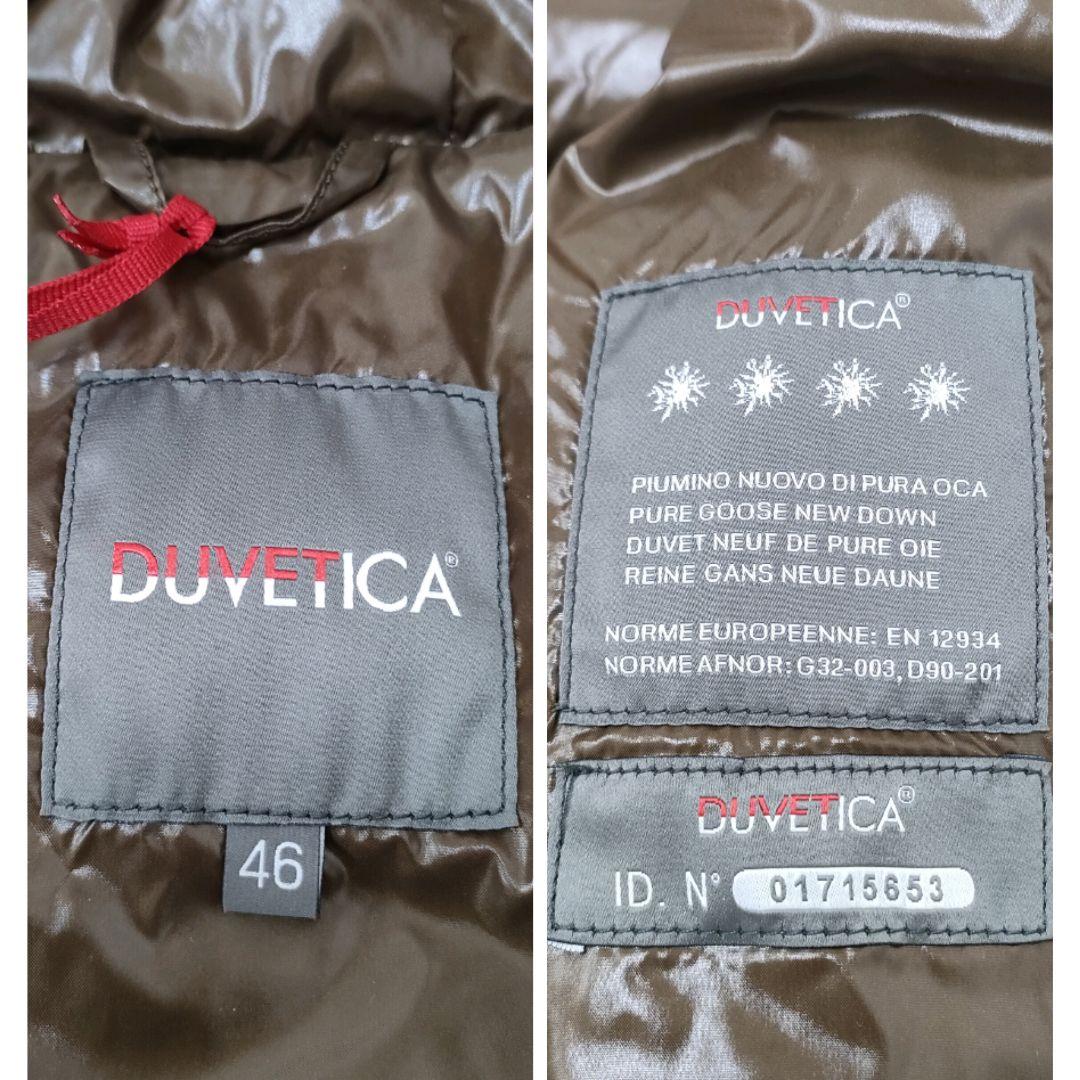 DUVETICA®
46
DUVETICA®
PIUMINO NUOVO DI PURA OCA
PURE GOOSE NEW DOWN
DUVET NEUF DE PURE OIE
REINE GANS NEUE DAUNE
NORME EUROPEENNE: EN 12934
NORME AFNOR: G32-003, D90-201
DUVETICA®
ID. N° 01715653